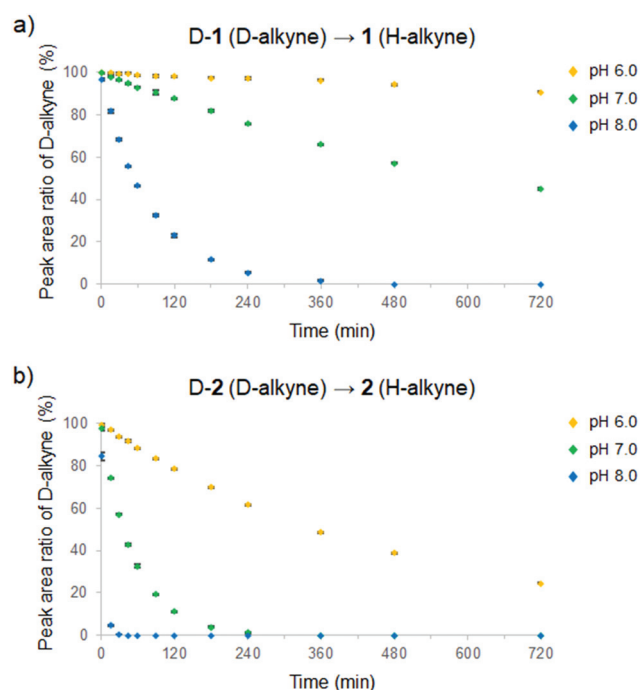 a)
D-1 (D-alkyne) → 1 (H-alkyne)
Peak area ratio of D-alkyne (%)
100
80
60
40
20
0
0 120 240 360 480 600 720
Time (min)
pH 6.0
pH 7.0
pH 8.0
b)
D-2 (D-alkyne) → 2 (H-alkyne)
Peak area ratio of D-alkyne (%)
100
80
60
40
20
0
0 120 240 360 480 600 720
Time (min)
pH 6.0
pH 7.0
pH 8.0